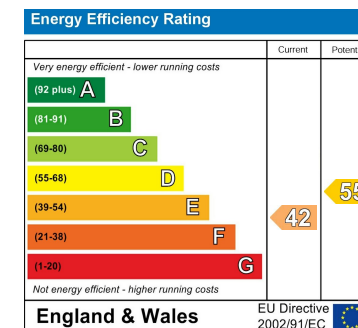 Energy Efficiency Rating
Current Potent
Very energy efficient - lower running costs
(92 plus) A
(81-91) B
(69-80) C
(55-68) D
55
(39-54) E
42
(21-38) F
(1-20) G
Not energy efficient - higher running costs
England & Wales
EU Directive
2002/91/EC